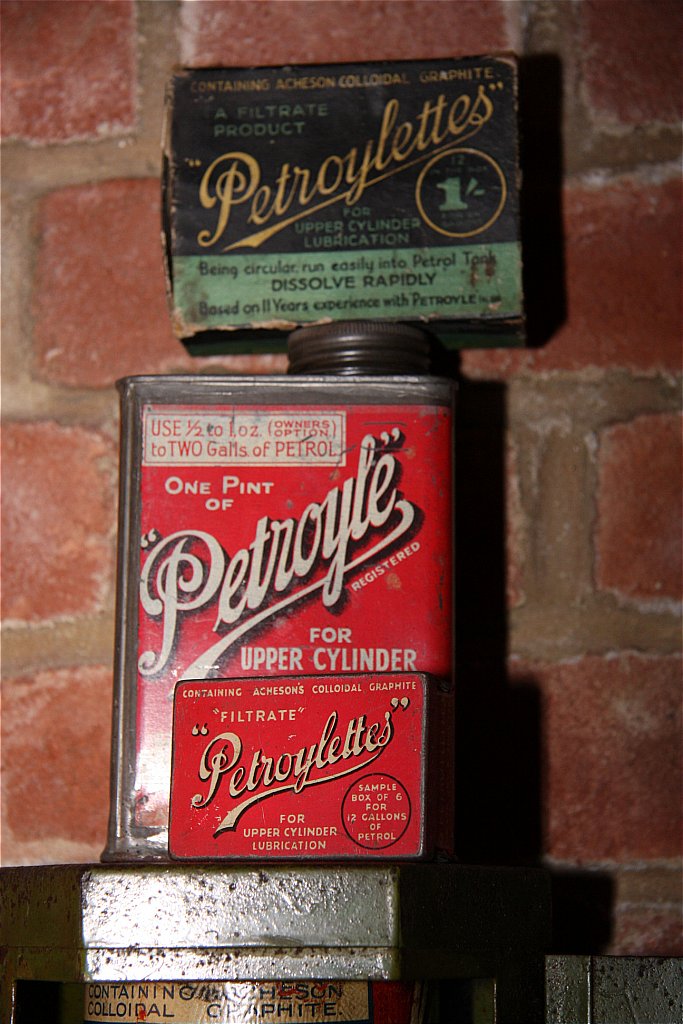 CONTAINING ACHESON COLLOIDAL GRAPHITE
A FILTRATE
PRODUCT
"Petroylettes"
12
1/-
FOR
UPPER CYLINDER
LUBRICATION
Being circular, run easily into Petrol Tank
DISSOLVE RAPIDLY
Based on 11 Years experience with PETROYLE
USE 1/2 to 1 oz. (OWNERS OPTION)
to TWO Galls. of PETROL
ONE PINT
OF
"Petroyle"
REGISTERED
FOR
UPPER CYLINDER
CONTAINING ACHESON'S COLLOIDAL GRAPHITE
"FILTRATE"
"Petroylettes"
SAMPLE
BOX OF 6
FOR
12 GALLONS
OF
PETROL
FOR
UPPER CYLINDER
LUBRICATION
CONTAINING ACHESON
COLLOIDAL GRAPHITE.